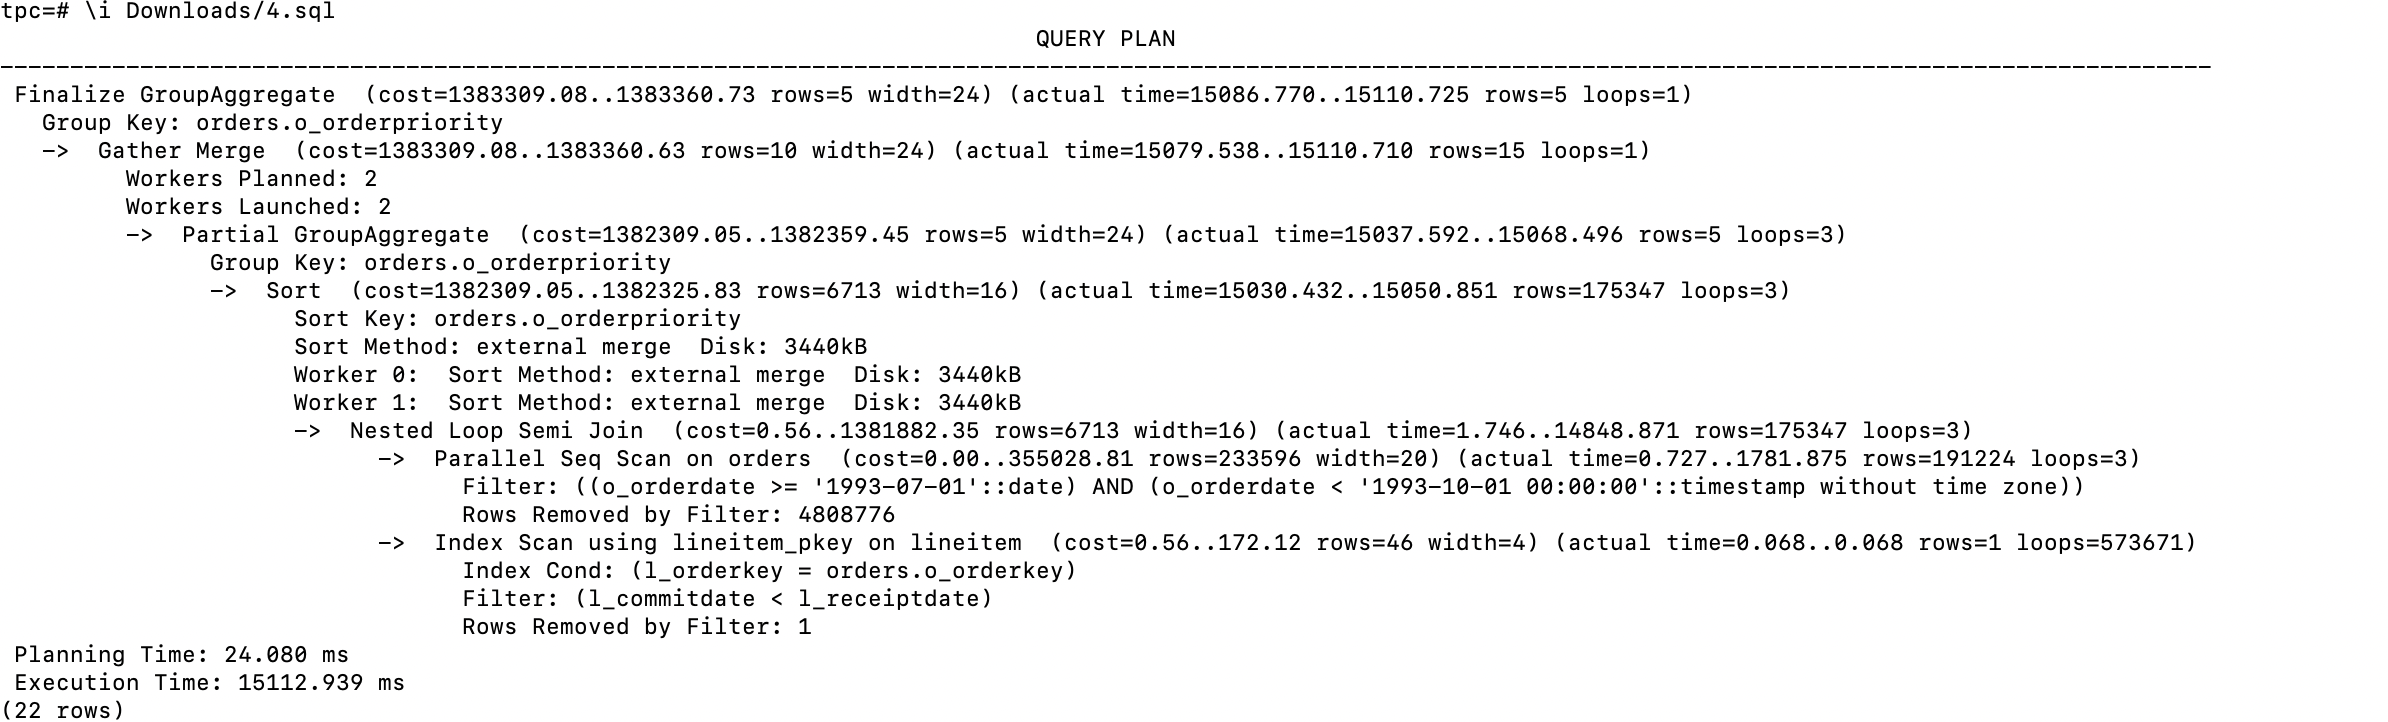 tpc=# \i Downloads/4.sql
QUERY PLAN
--------------------------------------------------------------------------------------------------------------------------------------------------------------
Finalize GroupAggregate  (cost=1383309.08..1383360.73 rows=5 width=24) (actual time=15086.770..15110.725 rows=5 loops=1)
  Group Key: orders.o_orderpriority
  ->  Gather Merge  (cost=1383309.08..1383360.63 rows=10 width=24) (actual time=15079.538..15110.710 rows=15 loops=1)
        Workers Planned: 2
        Workers Launched: 2
        ->  Partial GroupAggregate  (cost=1382309.05..1382359.45 rows=5 width=24) (actual time=15037.592..15068.496 rows=5 loops=3)
              Group Key: orders.o_orderpriority
              ->  Sort  (cost=1382309.05..1382325.83 rows=6713 width=16) (actual time=15030.432..15050.851 rows=175347 loops=3)
                    Sort Key: orders.o_orderpriority
                    Sort Method: external merge  Disk: 3440kB
                    Worker 0:  Sort Method: external merge  Disk: 3440kB
                    Worker 1:  Sort Method: external merge  Disk: 3440kB
                    ->  Nested Loop Semi Join  (cost=0.56..1381882.35 rows=6713 width=16) (actual time=1.746..14848.871 rows=175347 loops=3)
                          ->  Parallel Seq Scan on orders  (cost=0.00..355028.81 rows=233596 width=20) (actual time=0.727..1781.875 rows=191224 loops=3)
                                Filter: ((o_orderdate >= '1993-07-01'::date) AND (o_orderdate < '1993-10-01 00:00:00'::timestamp without time zone))
                                Rows Removed by Filter: 4808776
                          ->  Index Scan using lineitem_pkey on lineitem  (cost=0.56..172.12 rows=46 width=4) (actual time=0.068..0.068 rows=1 loops=573671)
                                Index Cond: (l_orderkey = orders.o_orderkey)
                                Filter: (l_commitdate < l_receiptdate)
                                Rows Removed by Filter: 1
Planning Time: 24.080 ms
Execution Time: 15112.939 ms
(22 rows)